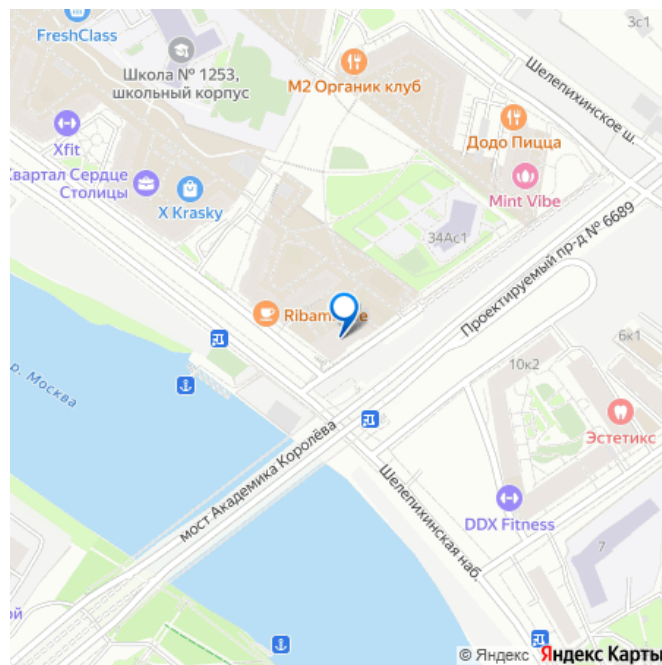 FreshClass
3с1
Школа № 1253,
школьный корпус
М2 Органик клуб
Шелепихинское ш.
Додо Пицца
Xfit
Квартал Сердце
Столицы
X Krasky
Mint Vibe
34Ас1
Проектируемый пр-д № 6689
р. Москва
6к1
10к2
Эстетикс
мост Академика Королёва
Шелепихинская наб.
DDX Fitness
7
ой
© Яндекс Яндекс Карты